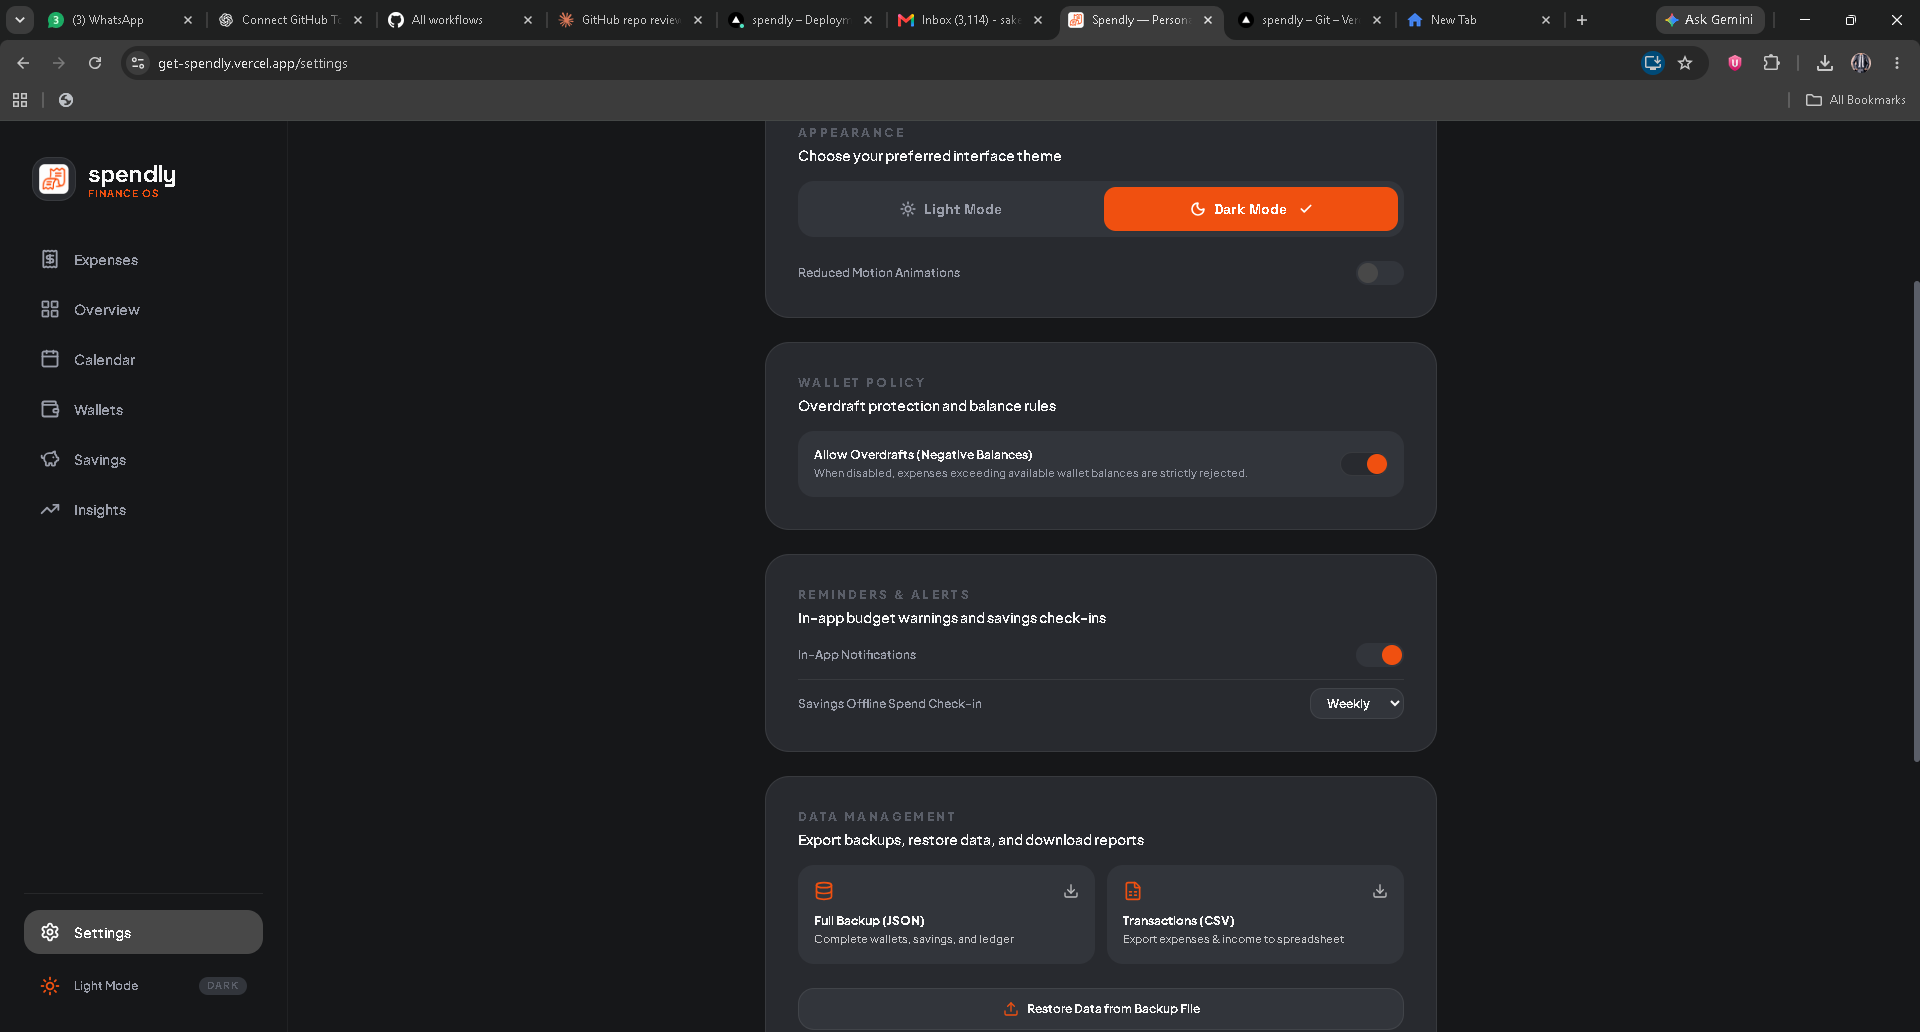 (3) WhatsApp
Connect GitHub To
All workflows
GitHub repo review
spendly – Deploym
Inbox (3,114) - sake
Spendly — Person
spendly – Git – Ver
New Tab
Ask Gemini
get-spendly.vercel.app/settings
All Bookmarks
spendly
FINANCE OS
Expenses
Overview
Calendar
Wallets
Savings
Insights
Settings
Light Mode
DARK
APPEARANCE
Choose your preferred interface theme
Light Mode
Dark Mode
Reduced Motion Animations
WALLET POLICY
Overdraft protection and balance rules
Allow Overdrafts (Negative Balances)
When disabled, expenses exceeding available wallet balances are strictly rejected.
REMINDERS & ALERTS
In-app budget warnings and savings check-ins
In-App Notifications
Savings Offline Spend Check-in
Weekly
DATA MANAGEMENT
Export backups, restore data, and download reports
Full Backup (JSON)
Complete wallets, savings, and ledger
Transactions (CSV)
Export expenses & income to spreadsheet
Restore Data from Backup File